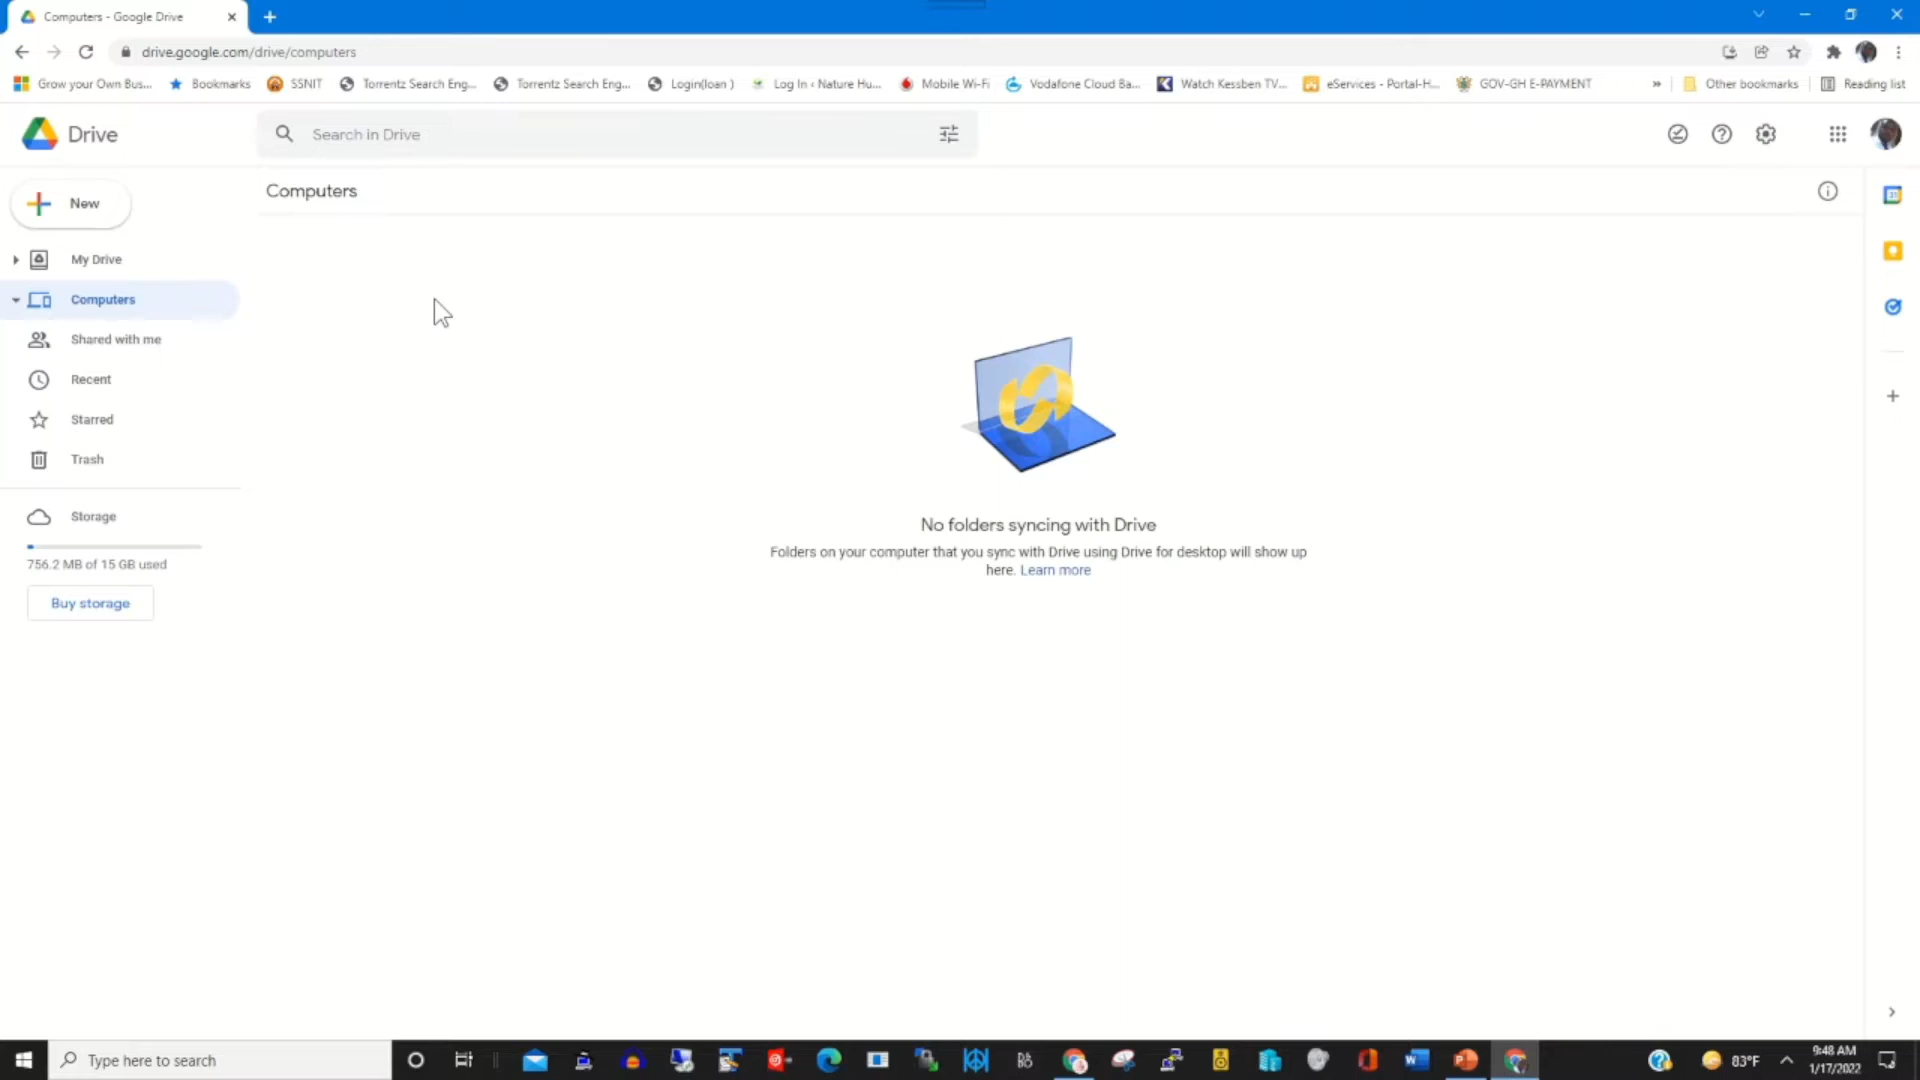 Computers - Google Drive
drive.google.com/drive/computers
Grow your Own Bus... Bookmarks SSNIT Torrentz Search Eng... Torrentz Search Eng... Login(loan ) Log In ‹ Nature Hu... Mobile Wi-Fi Vodafone Cloud Ba... Watch Kessben TV... eServices - Portal-H... GOV-GH E-PAYMENT » Other bookmarks Reading list
Drive
Search in Drive
Computers
New
My Drive
Computers
Shared with me
Recent
Starred
Trash
Storage
756.2 MB of 15 GB used
Buy storage
No folders syncing with Drive
Folders on your computer that you sync with Drive using Drive for desktop will show up
here. Learn more
Type here to search
83°F
9:48 AM
1/17/2022